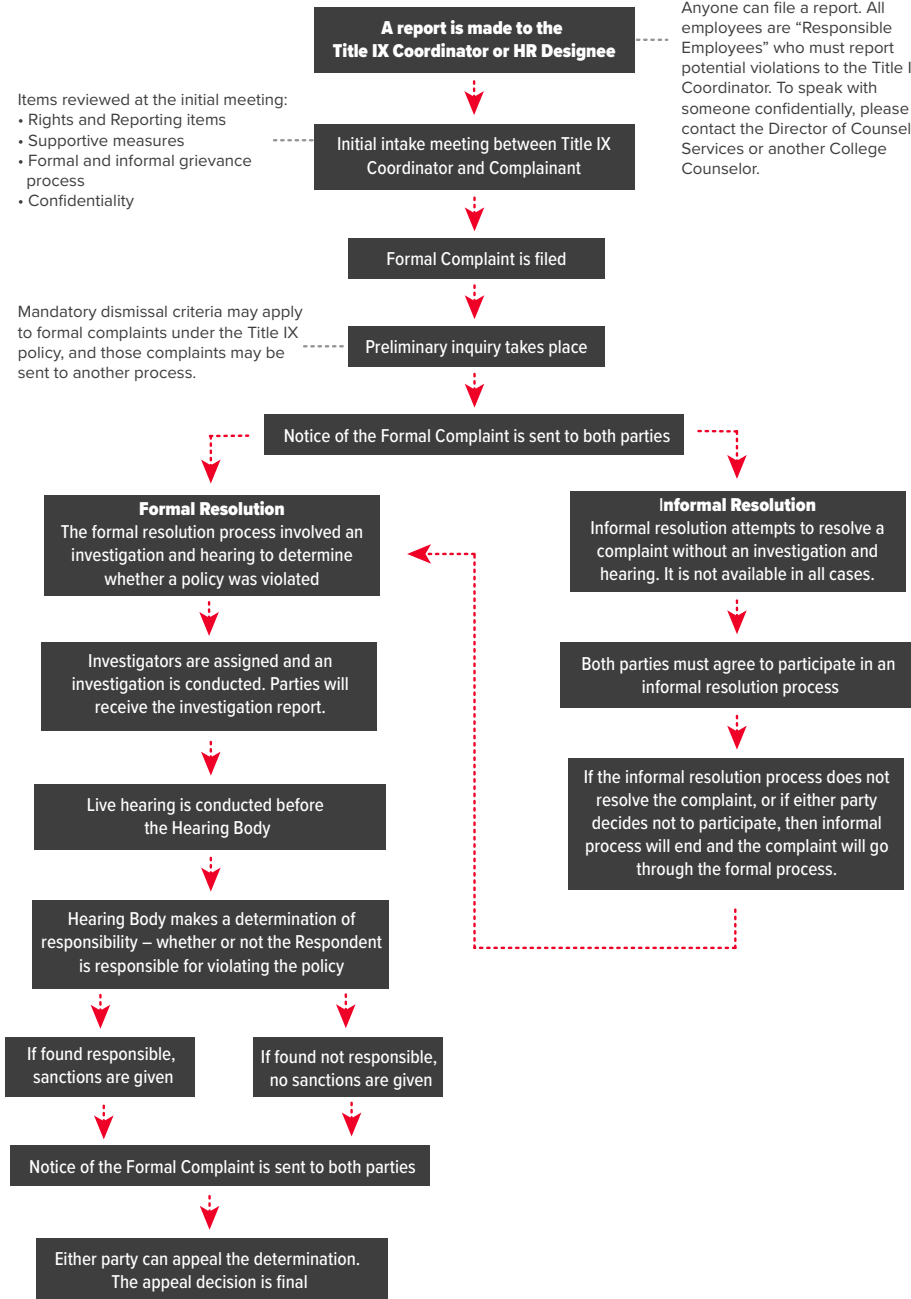 A report is made to the
Title IX Coordinator or HR Designee
Anyone can file a report. All
employees are “Responsible
Employees” who must report
potential violations to the Title I
Coordinator. To speak with
someone confidentially, please
contact the Director of Counsel
Services or another College
Counselor.
Items reviewed at the initial meeting:
• Rights and Reporting items
• Supportive measures
• Formal and informal grievance
process
• Confidentiality
Initial intake meeting between Title IX
Coordinator and Complainant
Formal Complaint is filed
Mandatory dismissal criteria may apply
to formal complaints under the Title IX
policy, and those complaints may be
sent to another process.
Preliminary inquiry takes place
Notice of the Formal Complaint is sent to both parties
Formal Resolution
The formal resolution process involved an
investigation and hearing to determine
whether a policy was violated
Investigators are assigned and an
investigation is conducted. Parties will
receive the investigation report.
Live hearing is conducted before
the Hearing Body
Hearing Body makes a determination of
responsibility – whether or not the Respondent
is responsible for violating the policy
If found responsible,
sanctions are given
If found not responsible,
no sanctions are given
Notice of the Formal Complaint is sent to both parties
Either party can appeal the determination.
The appeal decision is final
Informal Resolution
Informal resolution attempts to resolve a
complaint without an investigation and
hearing. It is not available in all cases.
Both parties must agree to participate in an
informal resolution process
If the informal resolution process does not
resolve the complaint, or if either party
decides not to participate, then informal
process will end and the complaint will go
through the formal process.